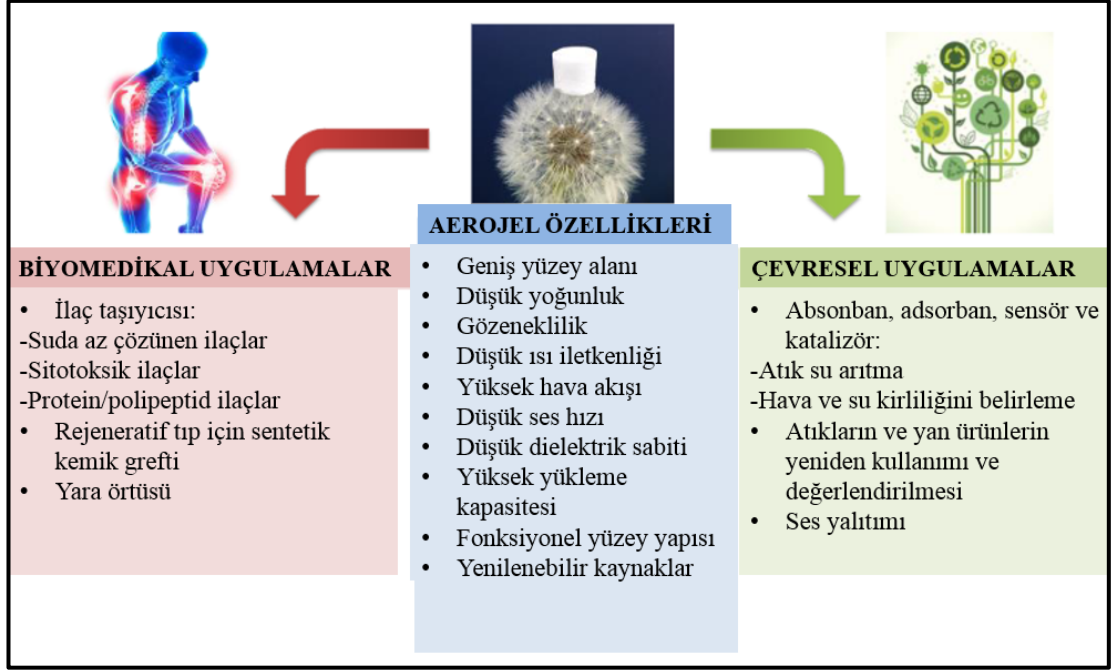 AEROJEL ÖZELLİKLERİ
• Geniş yüzey alanı
• Düşük yoğunluk
• Gözeneklilik
• Düşük ısı iletkenliği
• Yüksek hava akışı
• Düşük ses hızı
• Düşük dielektrik sabiti
• Yüksek yükleme
kapasitesi
• Fonksiyonel yüzey yapısı
• Yenilenebilir kaynaklar
BİYOMEDİKAL UYGULAMALAR
• İlaç taşıyıcısı:
-Suda az çözünen ilaçlar
-Sitotoksik ilaçlar
-Protein/polipeptid ilaçlar
• Rejeneratif tıp için sentetik
kemik grefti
• Yara örtüsü
ÇEVRESEL UYGULAMALAR
• Absonban, adsorban, sensör ve
katalizör:
-Atık su arıtma
-Hava ve su kirliliğini belirleme
• Atıkların ve yan ürünlerin
yeniden kullanımı ve
değerlendirilmesi
• Ses yalıtımı